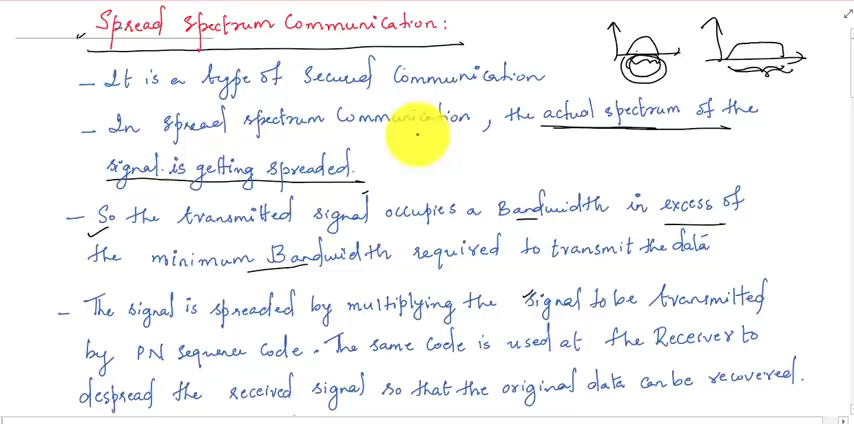 Spread Spectrum Communication :
- It is a type of Secured Communication
- In spread spectrum Communication, the actual spectrum of the
signal is getting spreaded.
- So the transmitted signal occupies a Bandwidth in excess of
the minimum Bandwidth required to transmit the data
- The signal is spreaded by multiplying the signal to be transmitted
by PN sequence code. The same code is used at the Receiver to
despread the received signal so that the original data can be recovered.